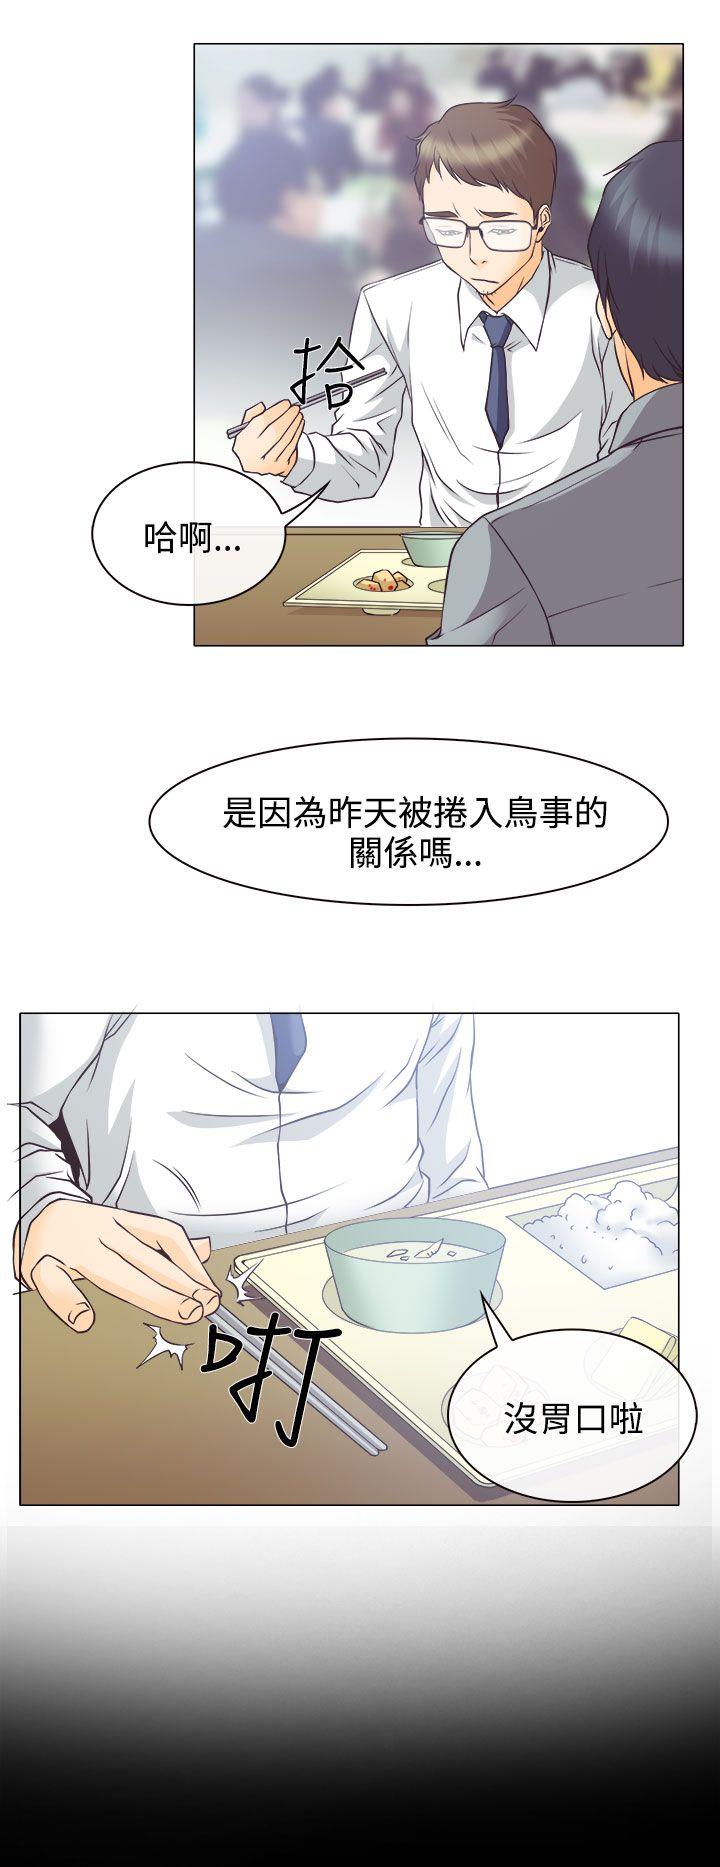 拾
哈啊…
是因為昨天被捲入鳥事的
關係嗎…
啪
沒胃口啦